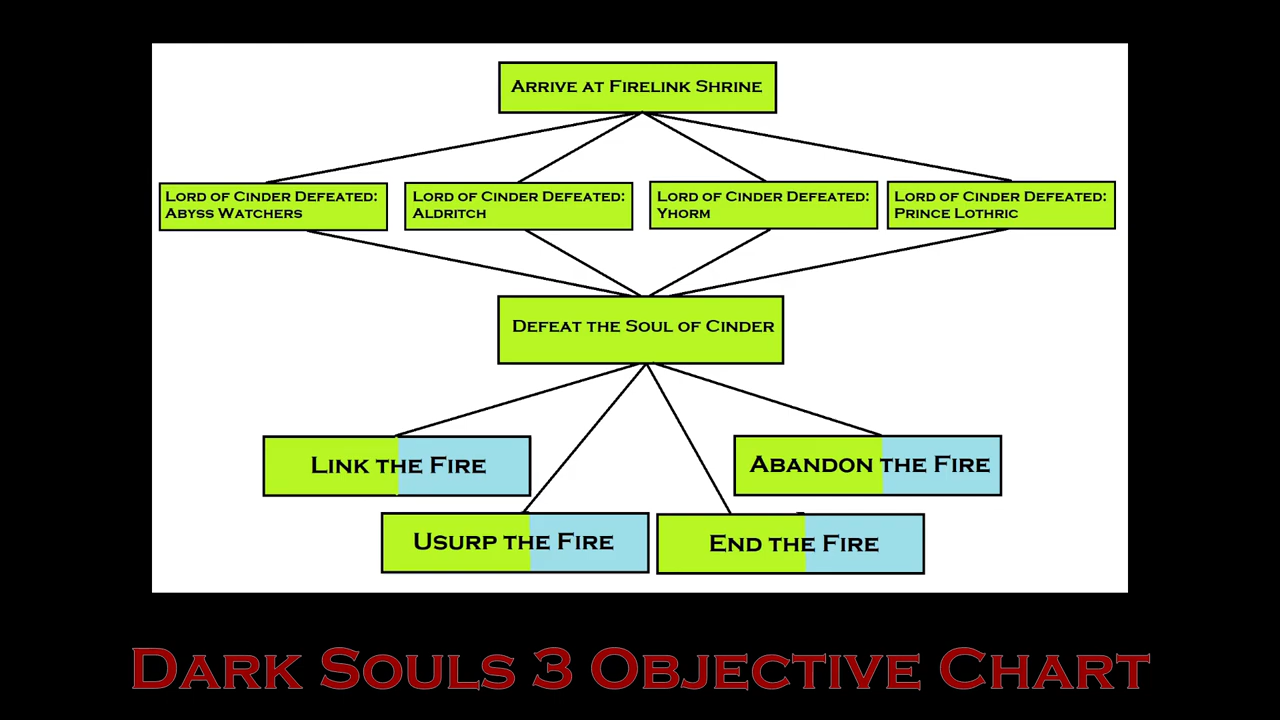 Arrive at Firelink Shrine
Lord of Cinder Defeated:
Abyss Watchers
Lord of Cinder Defeated:
Aldritch
Lord of Cinder Defeated:
Yhorm
Lord of Cinder Defeated:
Prince Lothric
Defeat the Soul of Cinder
Link the Fire
Abandon the Fire
Usurp the Fire
End the Fire
Dark Souls 3 Objective Chart